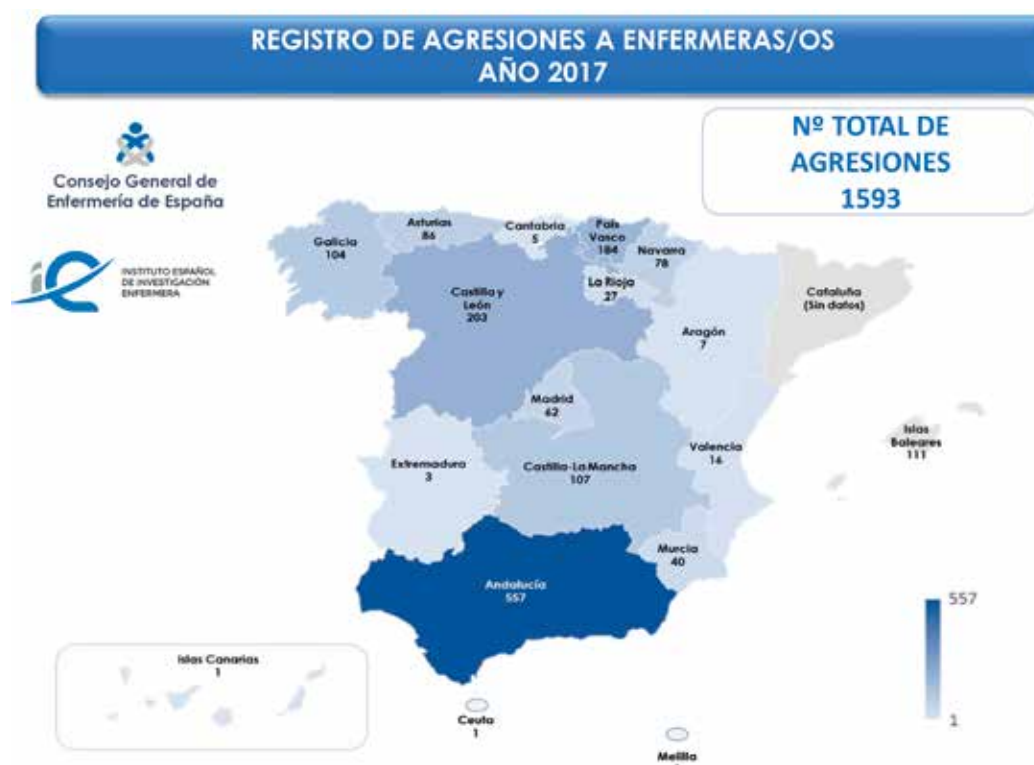 REGISTRO DE AGRESIONES A ENFERMERAS/OS
AÑO 2017
Nº TOTAL DE
AGRESIONES
1593
Consejo General de
Enfermería de España
INSTITUTO ESPAÑOL
DE INVESTIGACIÓN
ENFERMERA
Galicia
104
Asturias
86
Cantabria
5
País
Vasco
184
Navarra
78
La Rioja
27
Castilla y
León
203
Aragón
7
Cataluña
(Sin datos)
Madrid
62
Islas
Baleares
111
Valencia
16
Extremadura
3
Castilla-La Mancha
107
Murcia
40
Andalucía
557
557
1
Islas Canarias
1
Ceuta
1
Melilla